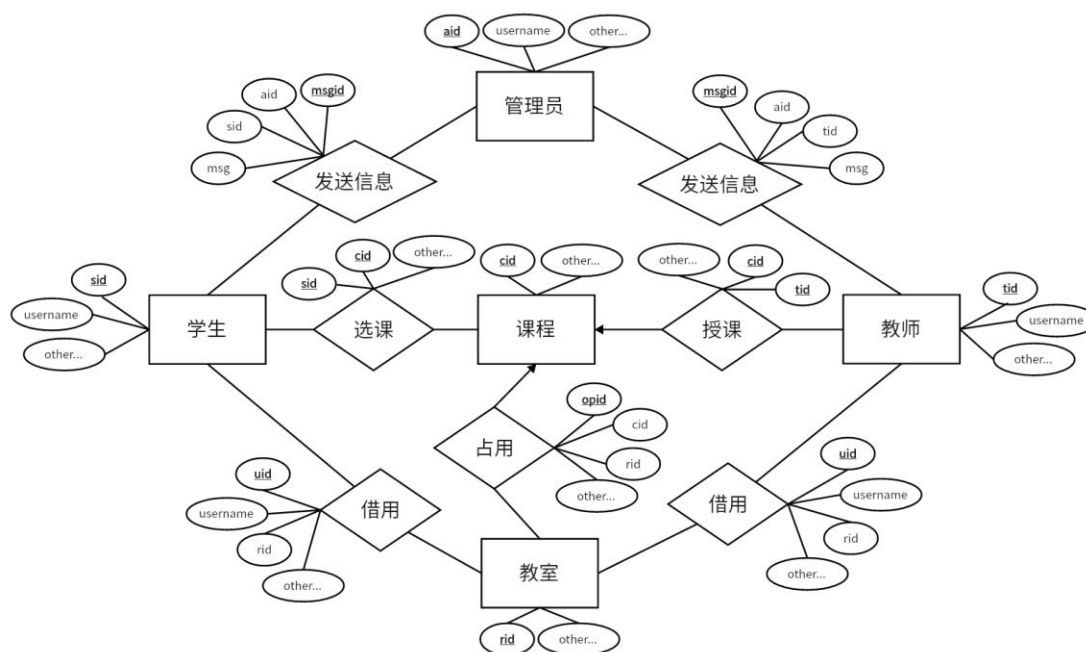 aid
username
other...
管理员
msgid
aid
sid
msg
发送信息
msgid
aid
tid
msg
发送信息
sid
username
other...
学生
sid
cid
other...
选课
cid
other...
课程
other...
cid
tid
授课
教师
tid
username
other...
占用
opid
cid
rid
other...
uid
username
rid
other...
借用
借用
uid
username
rid
other...
教室
rid
other...